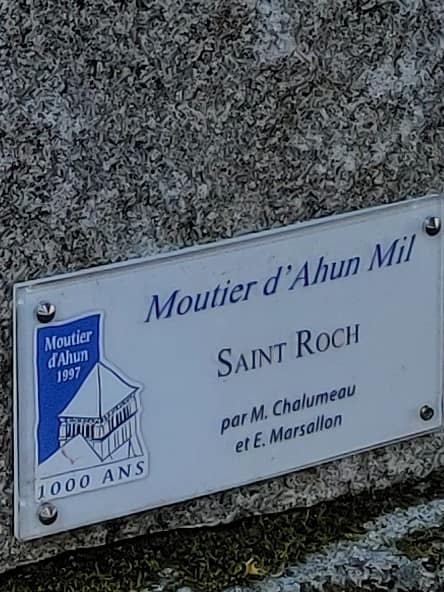 Moutier d'Ahun Mil
SAINT ROCH
par M. Chalumeau
et E. Marsallon
Moutier
d'Ahun
1997
1000 ANS